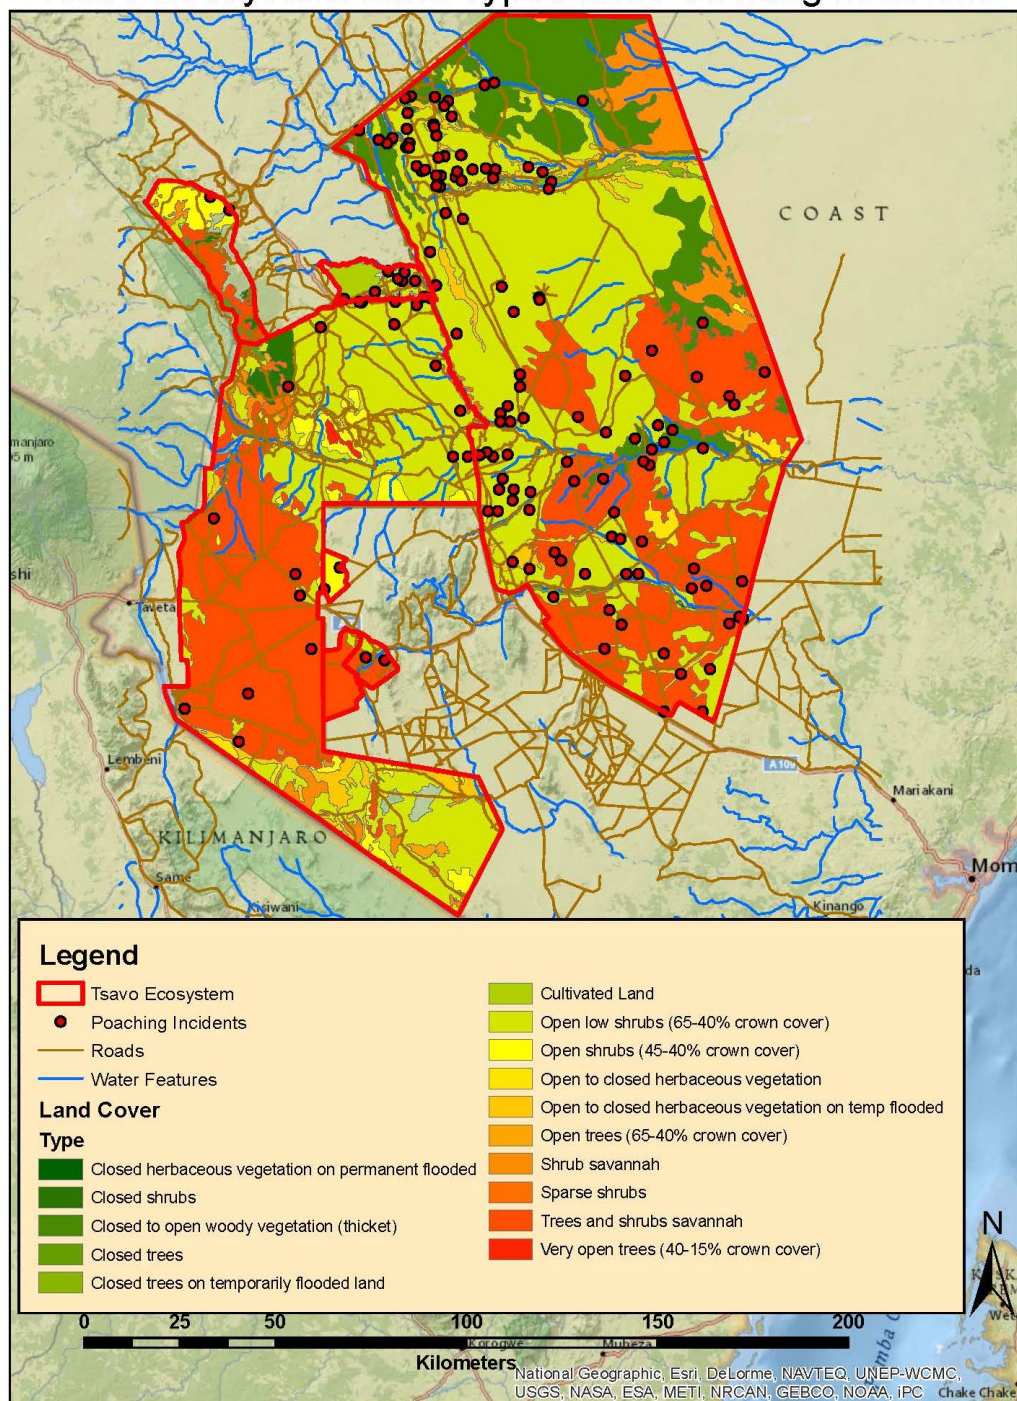 COAST
manjaro
5 m
shi
Taveta
Lembeni
A109
Mariakani
KILIMANJARO
Same
Mom
Kisiwani
Kinango
Legend
Tsavo Ecosystem
Poaching Incidents
Roads
Water Features
Land Cover
Type
Closed herbaceous vegetation on permanent flooded
Closed shrubs
Closed to open woody vegetation (thicket)
Closed trees
Closed trees on temporarily flooded land
Cultivated Land
Open low shrubs (65-40% crown cover)
Open shrubs (45-40% crown cover)
Open to closed herbaceous vegetation
Open to closed herbaceous vegetation on temp flooded
Open trees (65-40% crown cover)
Shrub savannah
Sparse shrubs
Trees and shrubs savannah
Very open trees (40-15% crown cover)
da
N
0 25 50 100 150 200
Kilometers
Korogwe
Muheza
National Geographic, Esri, DeLorme, NAVTEQ, UNEP-WCMC,
USGS, NASA, ESA, METI, NRCAN, GEBCO, NOAA, iPC
Chake Chake